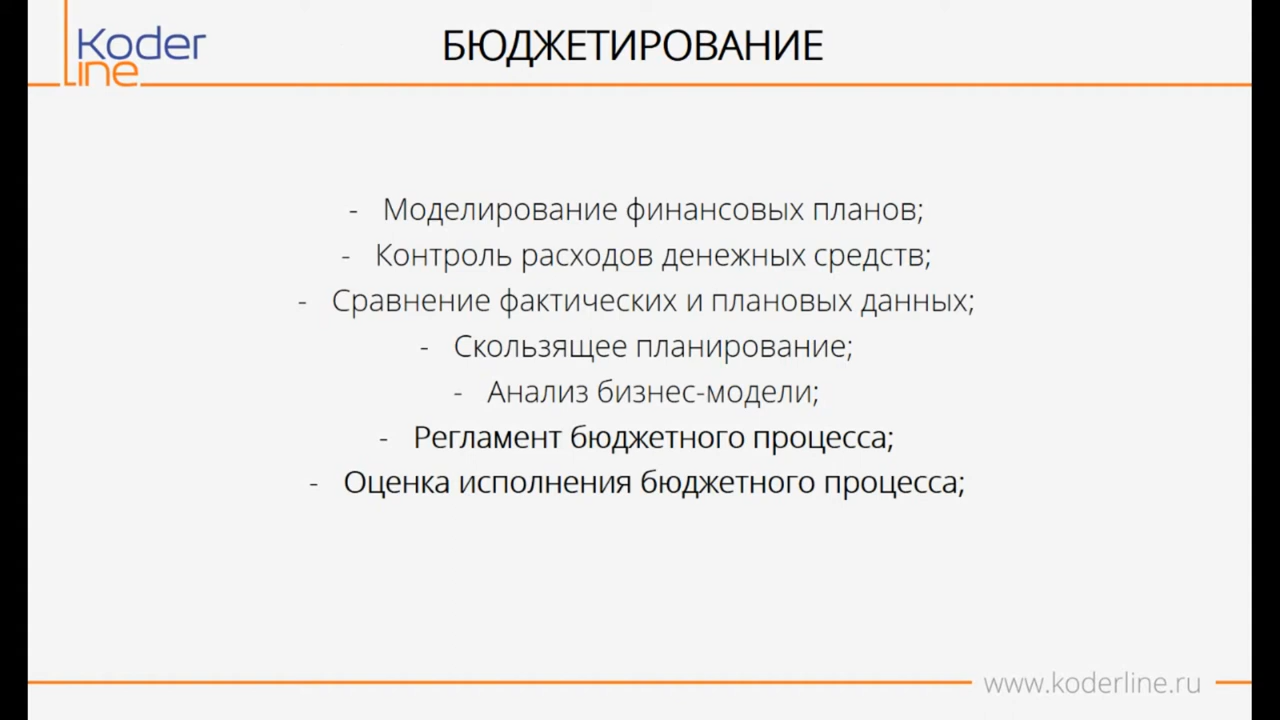 Koder
line
БЮДЖЕТИРОВАНИЕ
- Моделирование финансовых планов;
- Контроль расходов денежных средств;
- Сравнение фактических и плановых данных;
- Скользящее планирование;
- Анализ бизнес-модели;
- Регламент бюджетного процесса;
- Оценка исполнения бюджетного процесса;
www.koderline.ru